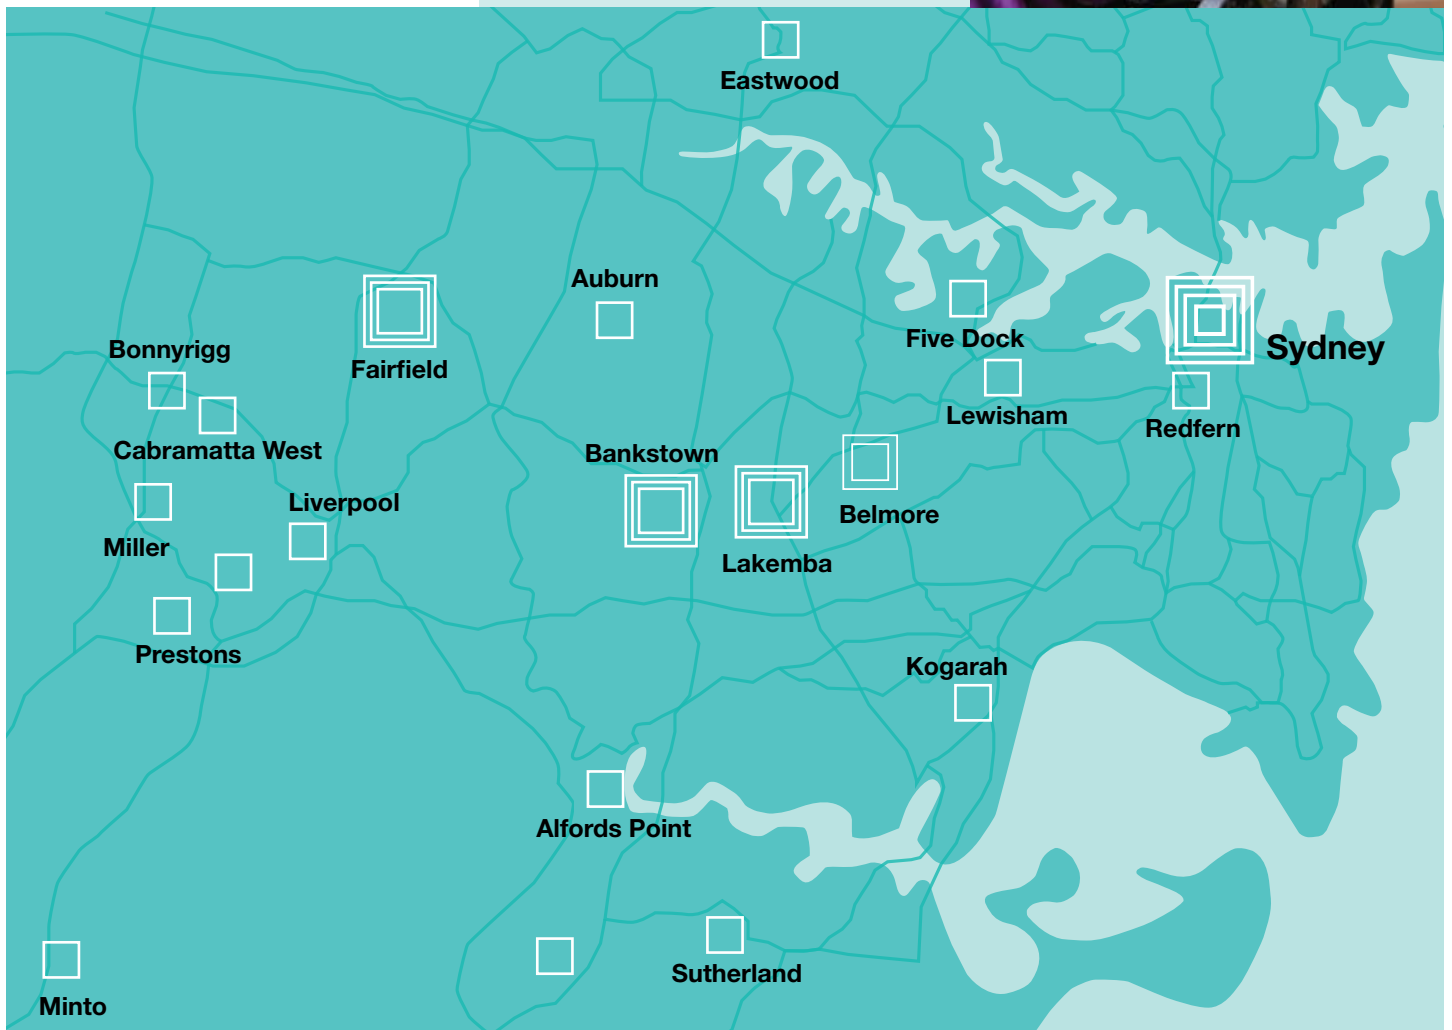 Eastwood
Auburn
Five Dock
Sydney
Bonnyrigg
Fairfield
Lewisham
Redfern
Cabramatta West
Bankstown
Liverpool
Belmore
Miller
Lakemba
Prestons
Kogarah
Alfords Point
Sutherland
Minto